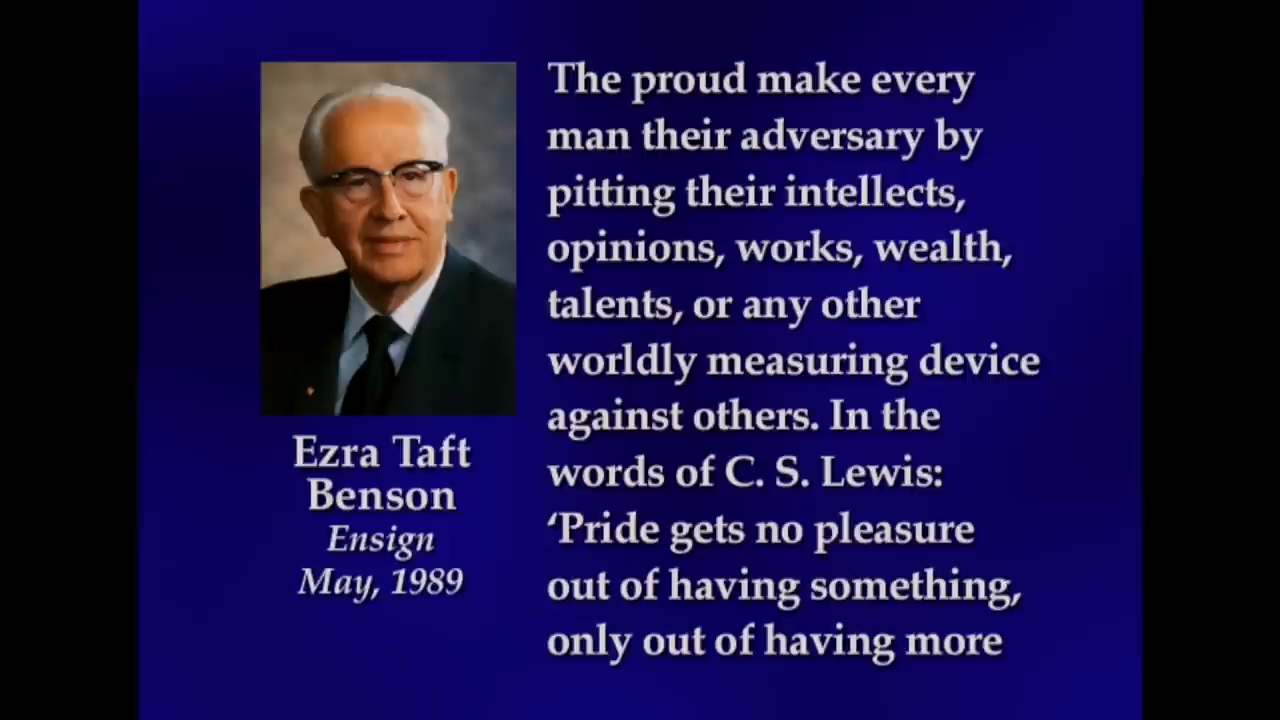 Ezra Taft
Benson
Ensign
May, 1989
The proud make every
man their adversary by
pitting their intellects,
opinions, works, wealth,
talents, or any other
worldly measuring device
against others. In the
words of C. S. Lewis:
‘Pride gets no pleasure
out of having something,
only out of having more